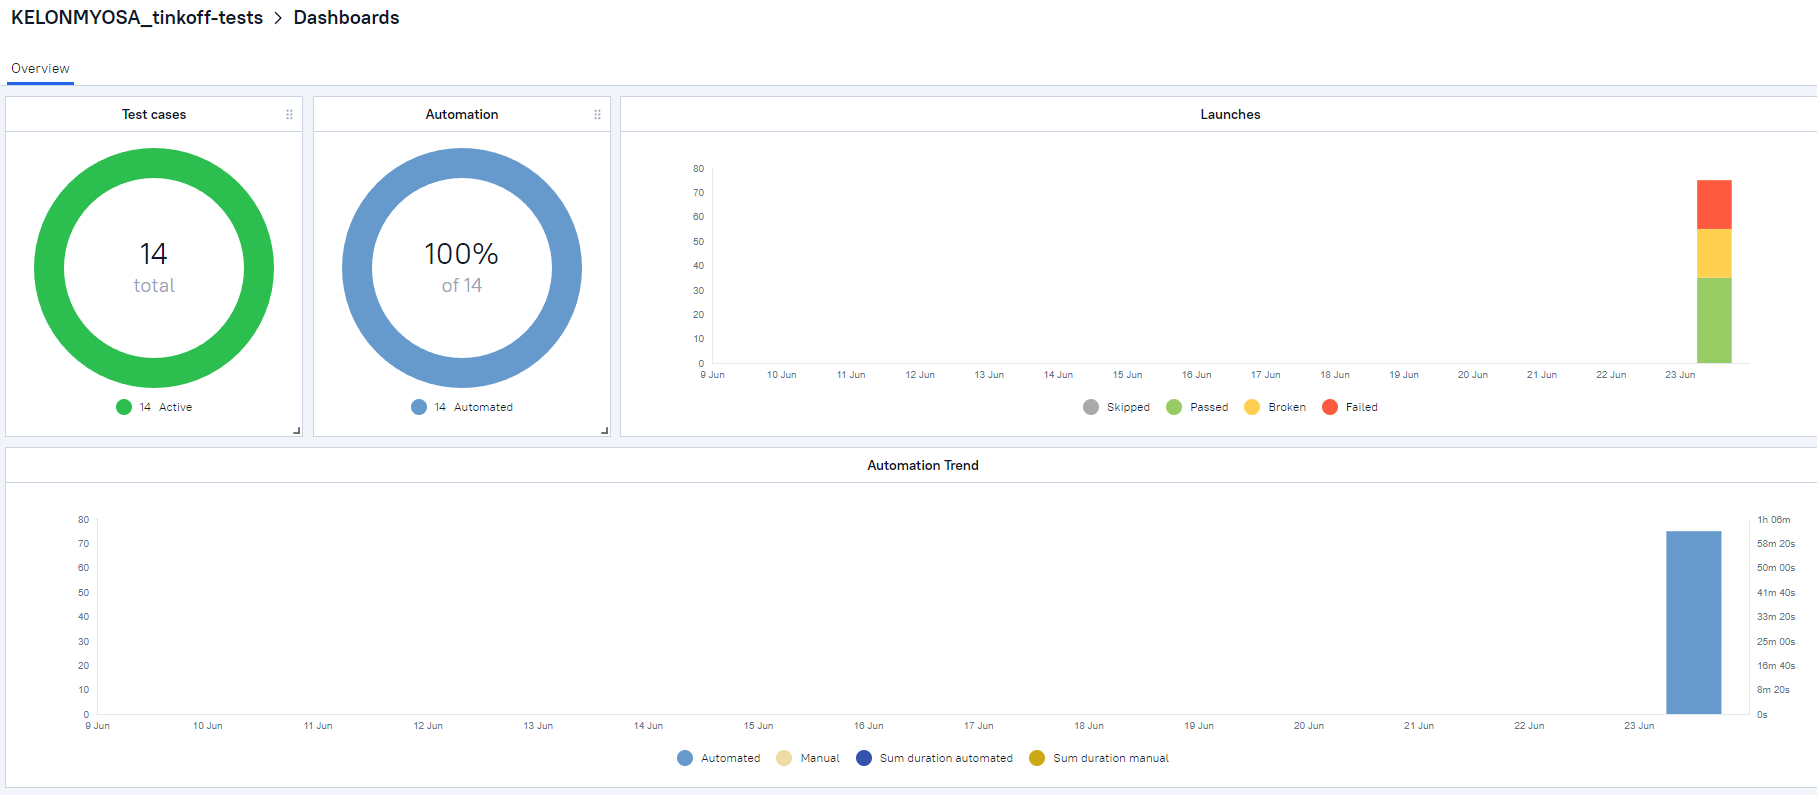 KELONMYOSA_tinkoff-tests > Dashboards
Overview
Test cases
14
total
14 Active
Automation
100%
of 14
14 Automated
Launches
80
70
60
50
40
30
20
10
0
9 Jun 10 Jun 11 Jun 12 Jun 13 Jun 14 Jun 15 Jun 16 Jun 17 Jun 18 Jun 19 Jun 20 Jun 21 Jun 22 Jun 23 Jun
Skipped Passed Broken Failed
Automation Trend
80 1h 06m
70 58m 20s
60 50m 00s
50 41m 40s
40 33m 20s
30 25m 00s
20 16m 40s
10 8m 20s
0 0s
9 Jun 10 Jun 11 Jun 12 Jun 13 Jun 14 Jun 15 Jun 16 Jun 17 Jun 18 Jun 19 Jun 20 Jun 21 Jun 22 Jun 23 Jun
Automated Manual Sum duration automated Sum duration manual